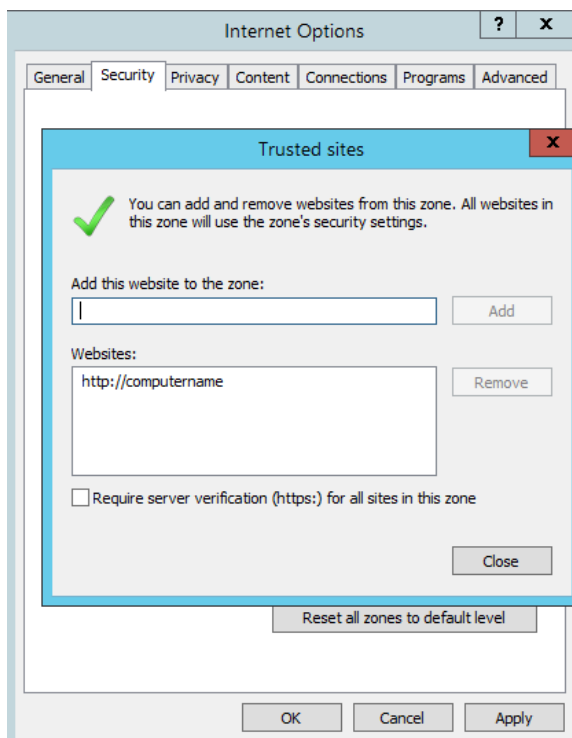 Internet Options
? x
General Security Privacy Content Connections Programs Advanced
Trusted sites
x
You can add and remove websites from this zone. All websites in
this zone will use the zone's security settings.
Add this website to the zone:
Add
Websites:
http://computername
Remove
Require server verification (https:) for all sites in this zone
Close
Reset all zones to default level
OK Cancel Apply